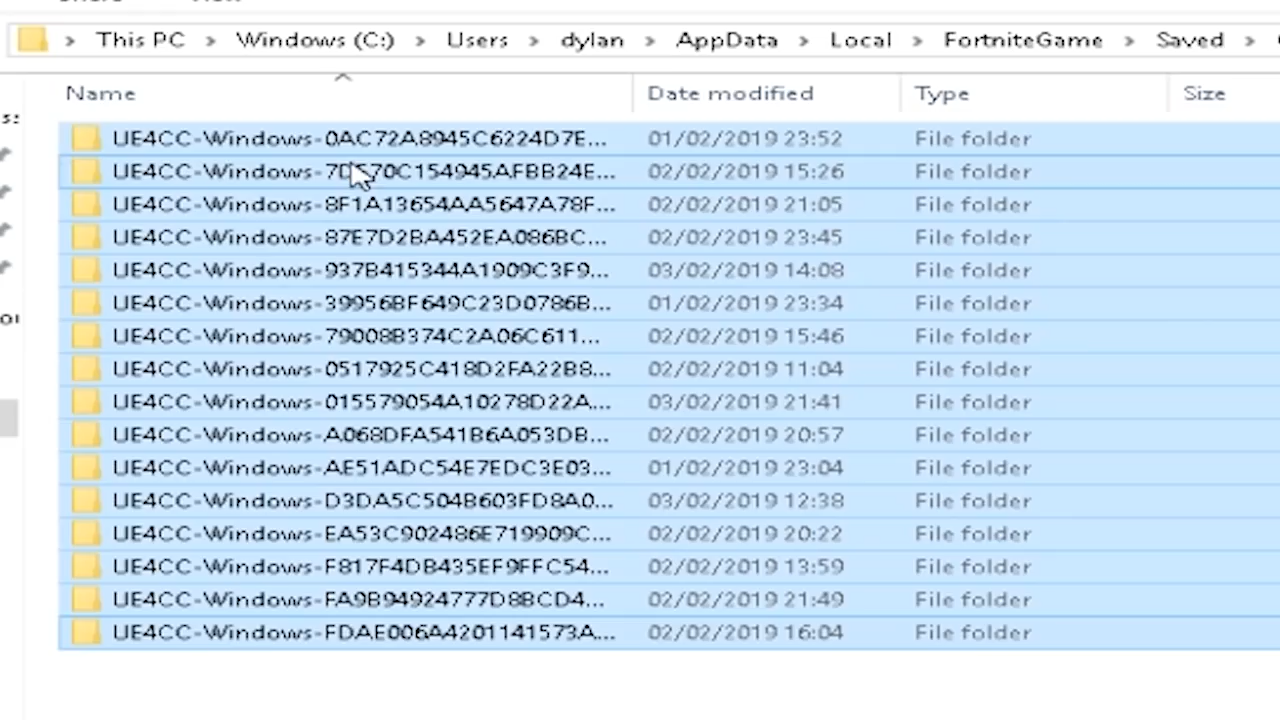 This PC > Windows (C:) > Users > dylan > AppData > Local > FortniteGame > Saved >
Name Date modified Type Size
UE4CC-Windows-0AC72A8945C6224D7E... 01/02/2019 23:52 File folder
UE4CC-Windows-7D570C154945AFBB24E... 02/02/2019 15:26 File folder
UE4CC-Windows-8F1A13654AA5647A78F... 02/02/2019 21:05 File folder
UE4CC-Windows-87E7D2BA452EA086BC... 02/02/2019 23:45 File folder
UE4CC-Windows-937B415344A1909C3F9... 03/02/2019 14:08 File folder
UE4CC-Windows-39956BF649C23D0786B... 01/02/2019 23:34 File folder
UE4CC-Windows-79008B374C2A06C611... 02/02/2019 15:46 File folder
UE4CC-Windows-0517925C418D2FA22B8... 02/02/2019 11:04 File folder
UE4CC-Windows-015579054A10278D22A... 03/02/2019 21:41 File folder
UE4CC-Windows-A068DFA541B6A053DB... 02/02/2019 20:57 File folder
UE4CC-Windows-AE51ADC54E7EDC3E03... 01/02/2019 23:04 File folder
UE4CC-Windows-D3DA5C504B603FD8A0... 03/02/2019 12:38 File folder
UE4CC-Windows-EA53C902486E719909C... 02/02/2019 20:22 File folder
UE4CC-Windows-F817F4DB435EF9FFC54... 02/02/2019 13:59 File folder
UE4CC-Windows-FA9B94924777D8BCD4... 02/02/2019 21:49 File folder
UE4CC-Windows-FDAE006A4201141573A... 02/02/2019 16:04 File folder